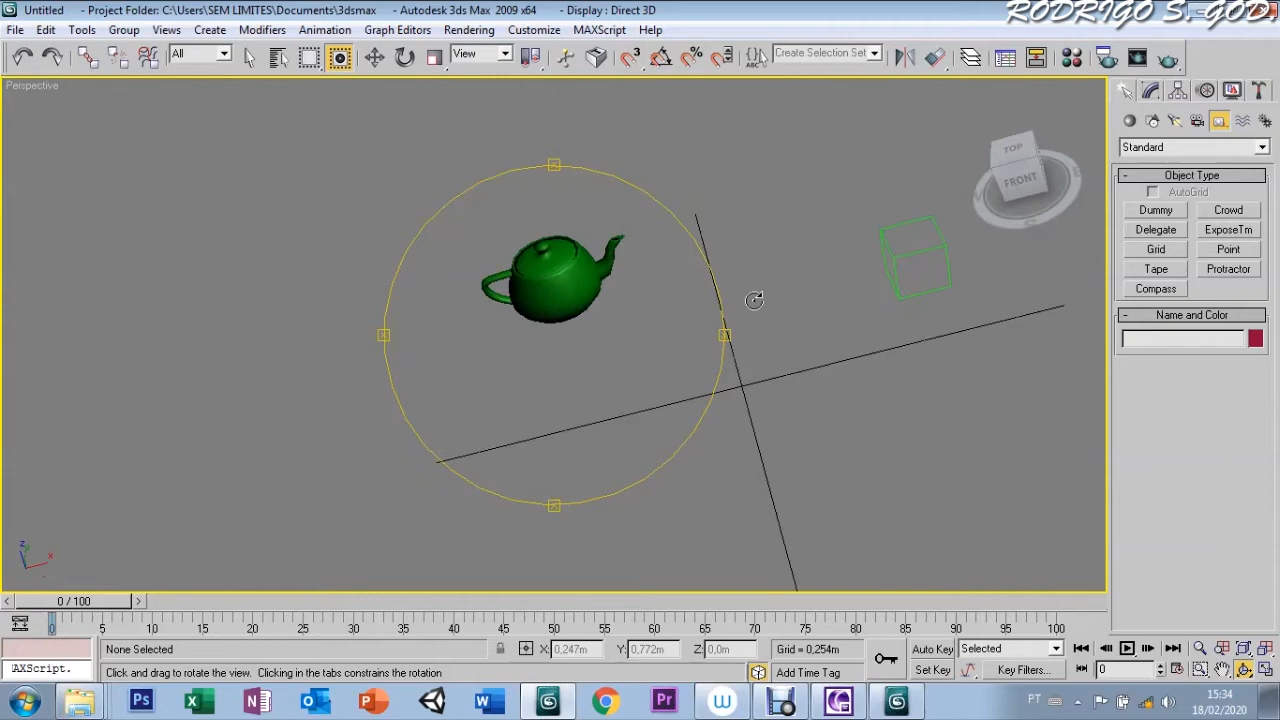 Untitled - Project Folder: C:\Users\SEM LIMITES\Documents\3dsmax - Autodesk 3ds Max 2009 x64 - Display : Direct 3D
RODRIGO S. GOD
File Edit Tools Group Views Create Modifiers Animation Graph Editors Rendering Customize MAXScript Help
All View 3 % ABC Create Selection Set
Perspective
TOP
FRONT
Standard
- Object Type
AutoGrid
Dummy Crowd
Delegate ExposeTm
Grid Point
Tape Protractor
Compass
- Name and Color
z
y
x
< 0 / 100 >
0 5 10 15 20 25 30 35 40 45 50 55 60 65 70 75 80 85 90 95 100
None Selected X: 0,247m Y: 0,772m Z: 0,0m Grid = 0,254m Auto Key Selected
AXScript. Click and drag to rotate the view. Clicking in the tabs constrains the rotation Add Time Tag Set Key Key Filters... 0
Ps X N O P W Pr W PT 15:34
18/02/2020